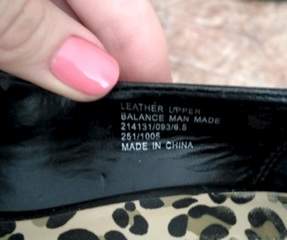 LEATHER UPPER
BALANCE MAN MADE
214131/093/6.5
251/1005
MADE IN CHINA